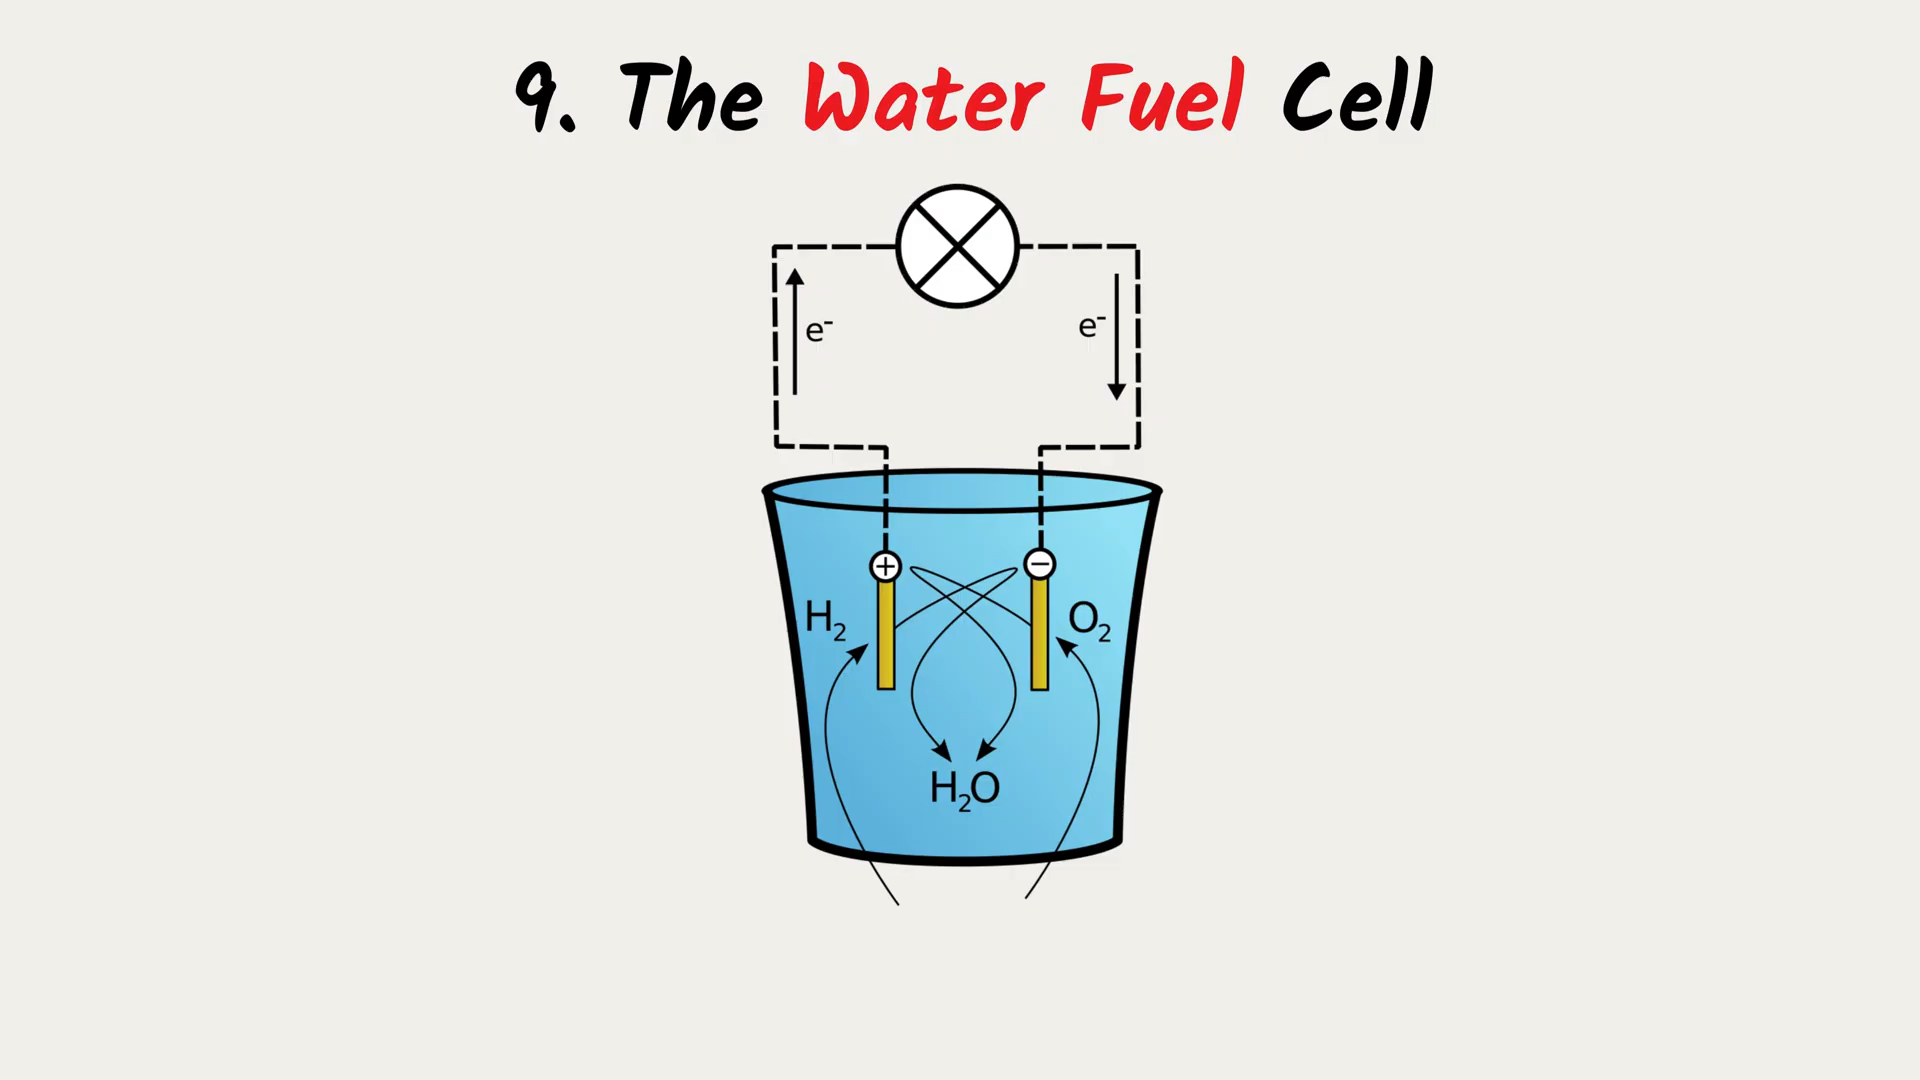 9. The Water Fuel Cell
e⁻ e⁻
+ −
H₂ O₂
H₂O